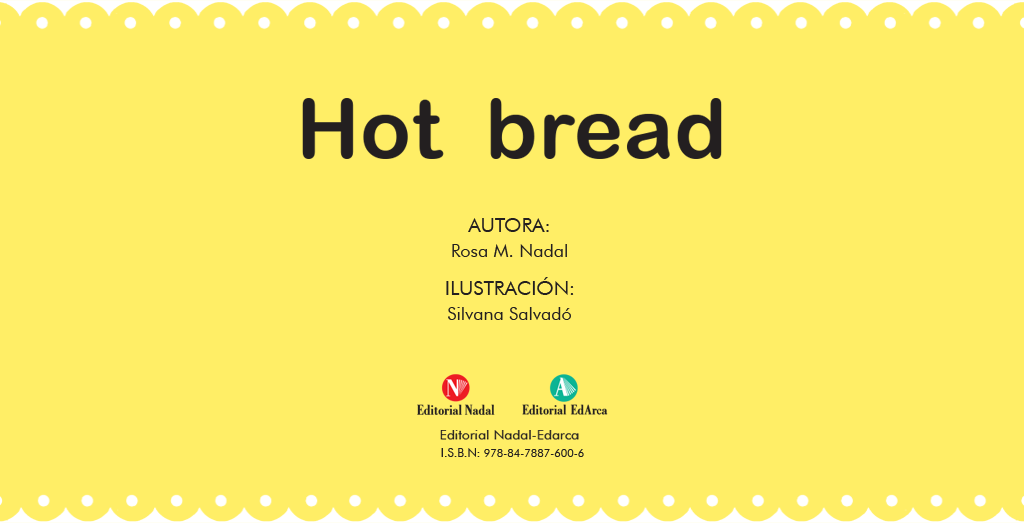 Hot bread
AUTORA:
Rosa M. Nadal
ILUSTRACIÓN:
Silvana Salvadó
N A
Editorial Nadal Editorial EdArca
Editorial Nadal-Edarca
I.S.B.N: 978-84-7887-600-6